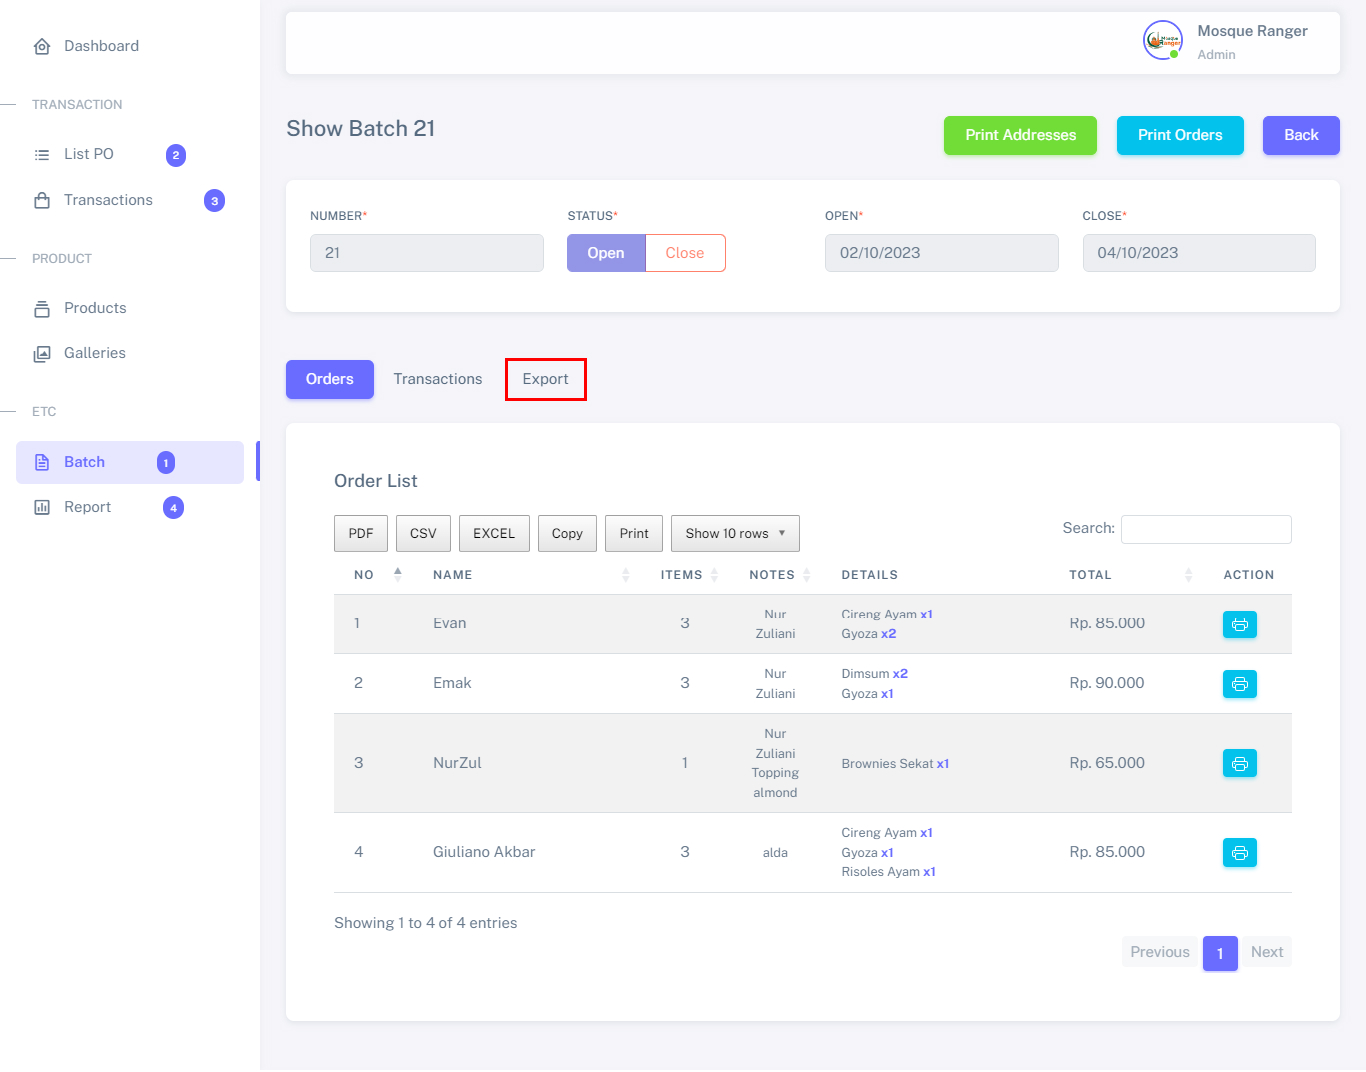 Dashboard
TRANSACTION
List PO 2
Transactions 3
PRODUCT
Products
Galleries
ETC
Batch 1
Report 4
Mosque Ranger
Mosque Ranger
Admin
Show Batch 21
Print Addresses Print Orders Back
NUMBER* STATUS* OPEN* CLOSE*
21 Open Close 02/10/2023 04/10/2023
Orders Transactions Export
Order List
PDF CSV EXCEL Copy Print Show 10 rows ▼ Search:
NO NAME ITEMS NOTES DETAILS TOTAL ACTION
1 Evan 3 Nur Zuliani Cireng Ayam x1 Gyoza x2 Rp. 85.000
2 Emak 3 Nur Zuliani Dimsum x2 Gyoza x1 Rp. 90.000
3 NurZul 1 Nur Zuliani Topping almond Brownies Sekat x1 Rp. 65.000
4 Giuliano Akbar 3 alda Cireng Ayam x1 Gyoza x1 Risoles Ayam x1 Rp. 85.000
Showing 1 to 4 of 4 entries
Previous 1 Next